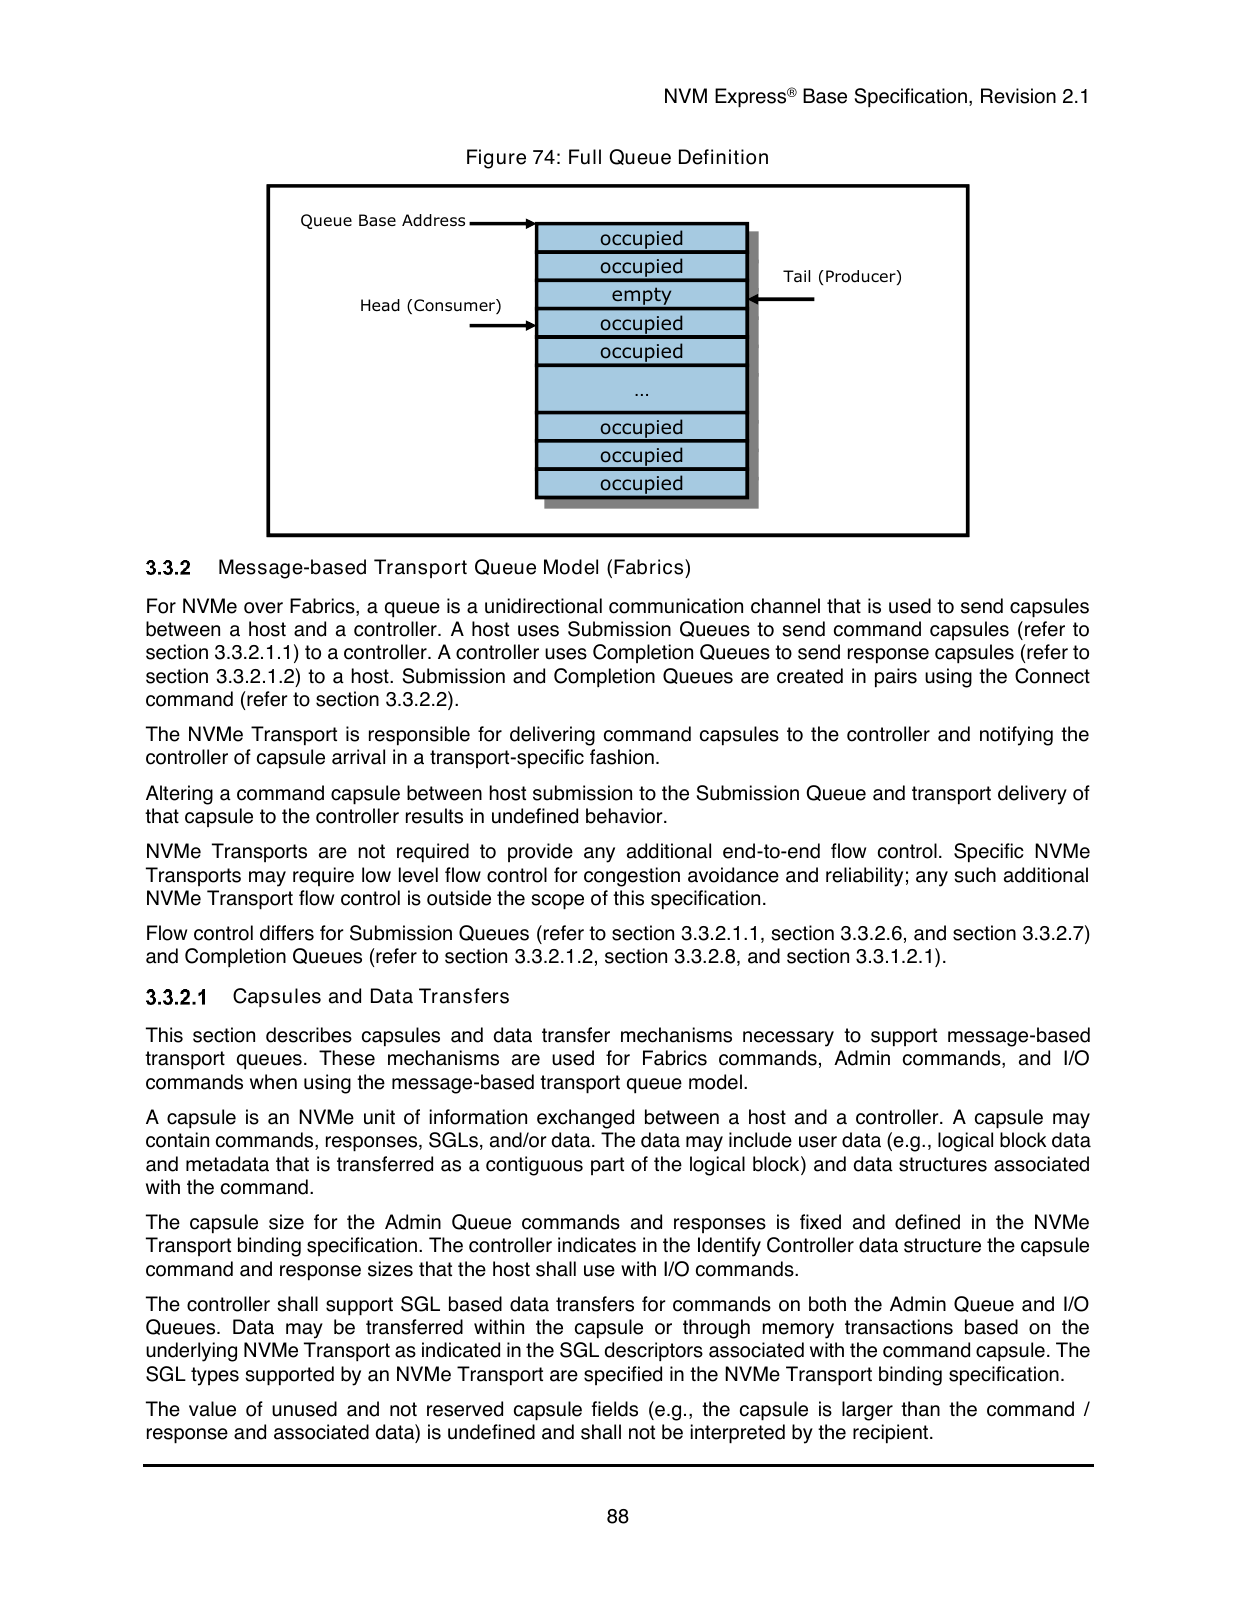 NVM Express® Base Specification, Revision 2.1
Figure 74: Full Queue Definition
Queue Base Address
occupied
occupied
Tail (Producer)
empty
Head (Consumer)
occupied
occupied
...
occupied
occupied
occupied
3.3.2 Message-based Transport Queue Model (Fabrics)
For NVMe over Fabrics, a queue is a unidirectional communication channel that is used to send capsules
between a host and a controller. A host uses Submission Queues to send command capsules (refer to
section 3.3.2.1.1) to a controller. A controller uses Completion Queues to send response capsules (refer to
section 3.3.2.1.2) to a host. Submission and Completion Queues are created in pairs using the Connect
command (refer to section 3.3.2.2).
The NVMe Transport is responsible for delivering command capsules to the controller and notifying the
controller of capsule arrival in a transport-specific fashion.
Altering a command capsule between host submission to the Submission Queue and transport delivery of
that capsule to the controller results in undefined behavior.
NVMe Transports are not required to provide any additional end-to-end flow control. Specific NVMe
Transports may require low level flow control for congestion avoidance and reliability; any such additional
NVMe Transport flow control is outside the scope of this specification.
Flow control differs for Submission Queues (refer to section 3.3.2.1.1, section 3.3.2.6, and section 3.3.2.7)
and Completion Queues (refer to section 3.3.2.1.2, section 3.3.2.8, and section 3.3.1.2.1).
3.3.2.1 Capsules and Data Transfers
This section describes capsules and data transfer mechanisms necessary to support message-based
transport queues. These mechanisms are used for Fabrics commands, Admin commands, and I/O
commands when using the message-based transport queue model.
A capsule is an NVMe unit of information exchanged between a host and a controller. A capsule may
contain commands, responses, SGLs, and/or data. The data may include user data (e.g., logical block data
and metadata that is transferred as a contiguous part of the logical block) and data structures associated
with the command.
The capsule size for the Admin Queue commands and responses is fixed and defined in the NVMe
Transport binding specification. The controller indicates in the Identify Controller data structure the capsule
command and response sizes that the host shall use with I/O commands.
The controller shall support SGL based data transfers for commands on both the Admin Queue and I/O
Queues. Data may be transferred within the capsule or through memory transactions based on the
underlying NVMe Transport as indicated in the SGL descriptors associated with the command capsule. The
SGL types supported by an NVMe Transport are specified in the NVMe Transport binding specification.
The value of unused and not reserved capsule fields (e.g., the capsule is larger than the command /
response and associated data) is undefined and shall not be interpreted by the recipient.
88